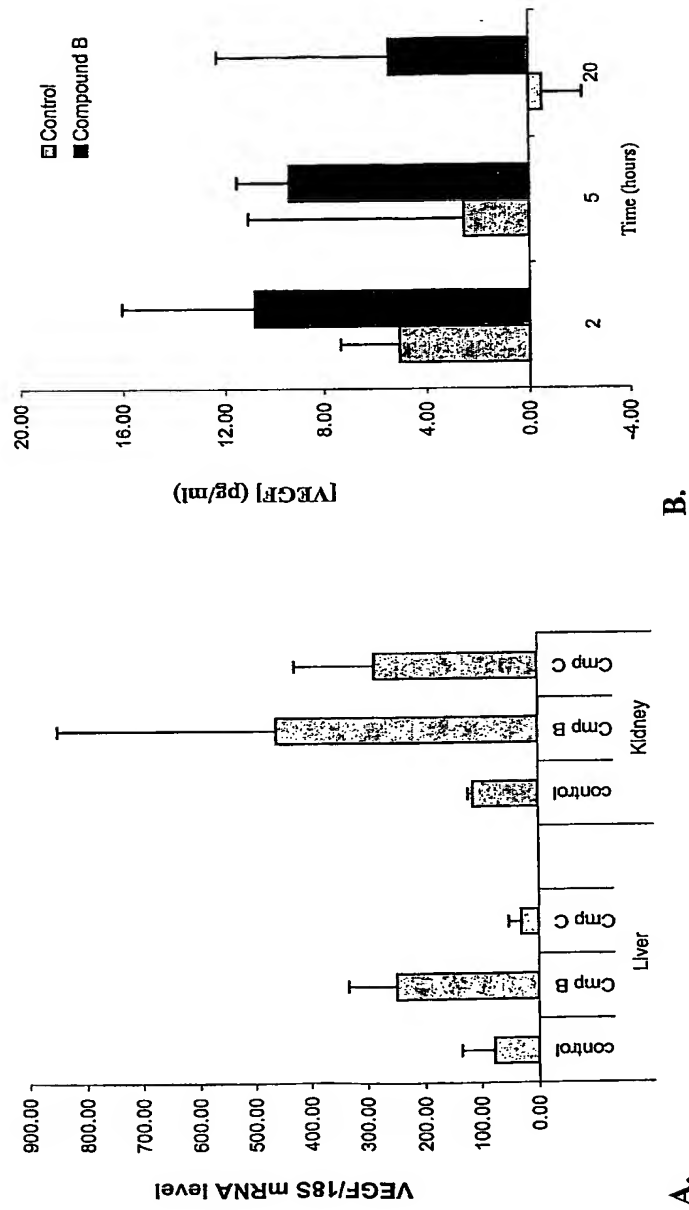 VEGF/18S mRNA level
900.00
800.00
700.00
600.00
500.00
400.00
300.00
200.00
100.00
0.00
control
Cmp B
Cmp C
control
Cmp B
Cmp C
Liver
Kidney
A.
[VEGF] (pg/ml)
20.00
16.00
12.00
8.00
4.00
0.00
-4.00
Control
Compound B
2
5
20
Time (hours)
B.